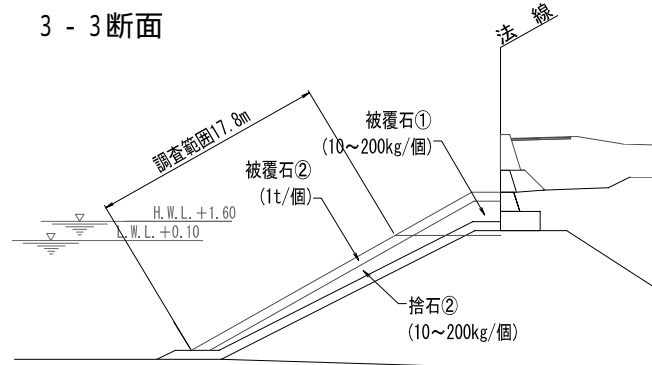 3 - 3断面
法 線
調査範囲17.8m
被覆石①
(10～200kg/個)
被覆石②
(1t/個)
H.W.L.+1.60
L.W.L.+0.10
捨石②
(10～200kg/個)